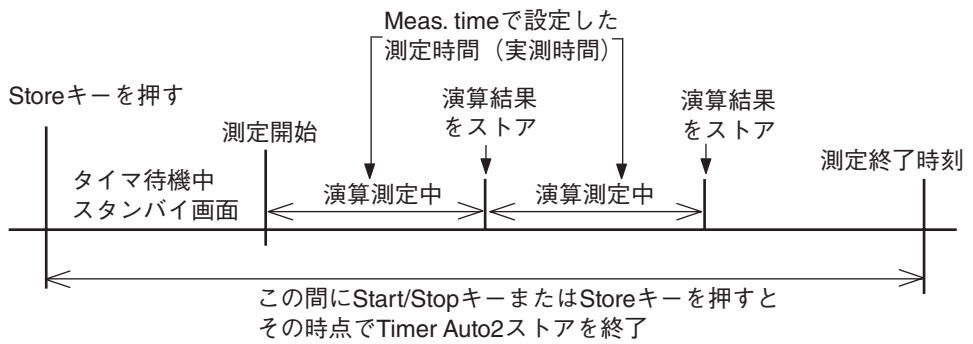 Meas. timeで設定した
測定時間（実測時間）
Storeキーを押す
演算結果
をストア
演算結果
をストア
測定開始
測定終了時刻
タイマ待機中
スタンバイ画面
演算測定中
演算測定中
この間にStart/StopキーまたはStoreキーを押すと
その時点でTimer Auto2ストアを終了